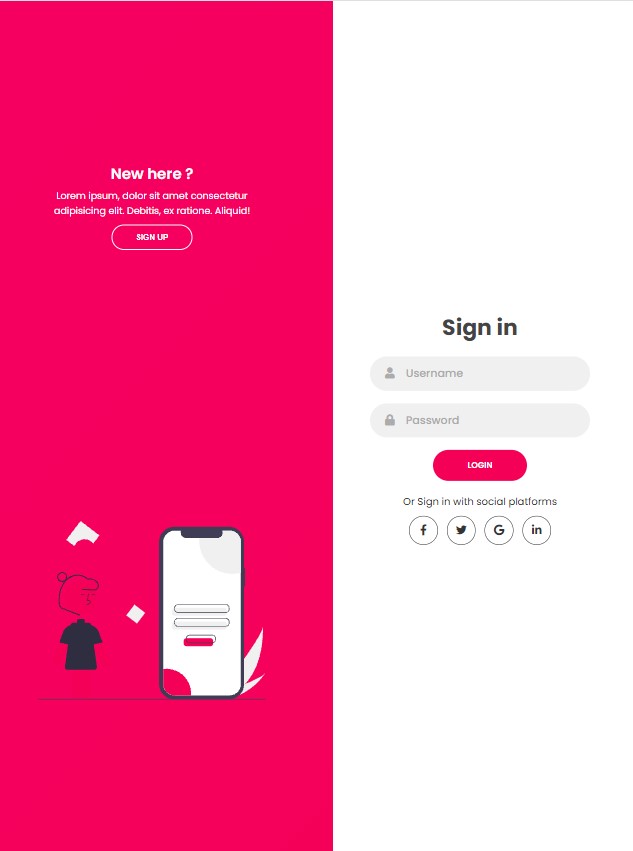 New here ?
Lorem ipsum, dolor sit amet consectetur
adipisicing elit. Debitis, ex ratione. Aliquid!
SIGN UP
Sign in
Username
Password
LOGIN
Or Sign in with social platforms